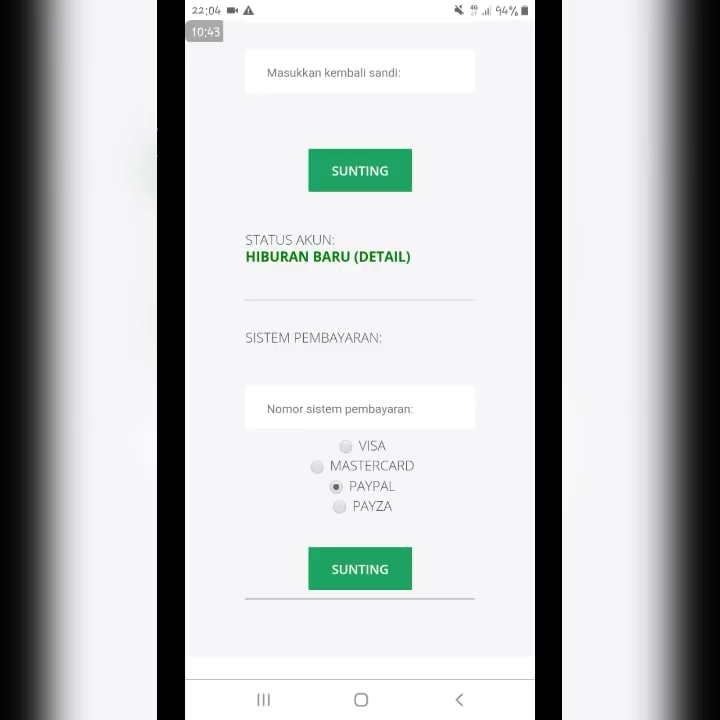 22:04 4G 94%
10:43
Masukkan kembali sandi:
SUNTING
STATUS AKUN:
HIBURAN BARU (DETAIL)
SISTEM PEMBAYARAN:
Nomor sistem pembayaran:
VISA
MASTERCARD
PAYPAL
PAYZA
SUNTING